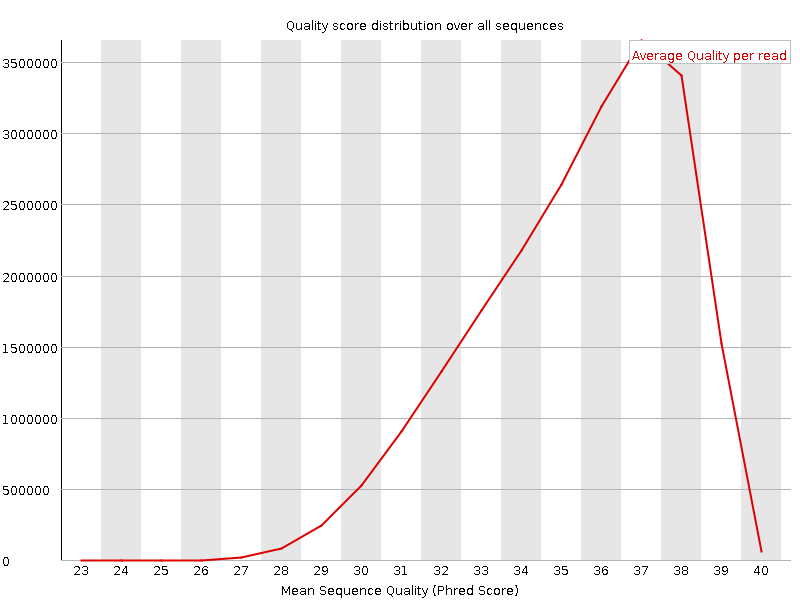 Quality score distribution over all sequences
Average Quality per read
3500000
3000000
2500000
2000000
1500000
1000000
500000
0
23 24 25 26 27 28 29 30 31 32 33 34 35 36 37 38 39 40
Mean Sequence Quality (Phred Score)